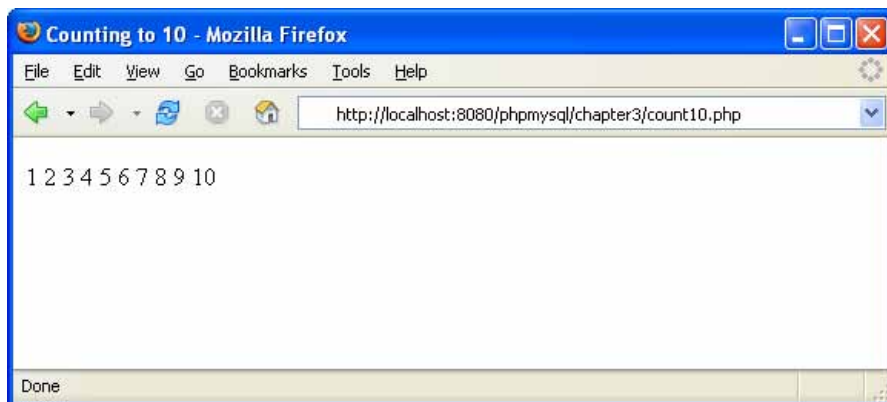 Counting to 10 - Mozilla Firefox
File Edit View Go Bookmarks Tools Help
http://localhost:8080/phpmysql/chapter3/count10.php
1 2 3 4 5 6 7 8 9 10
Done